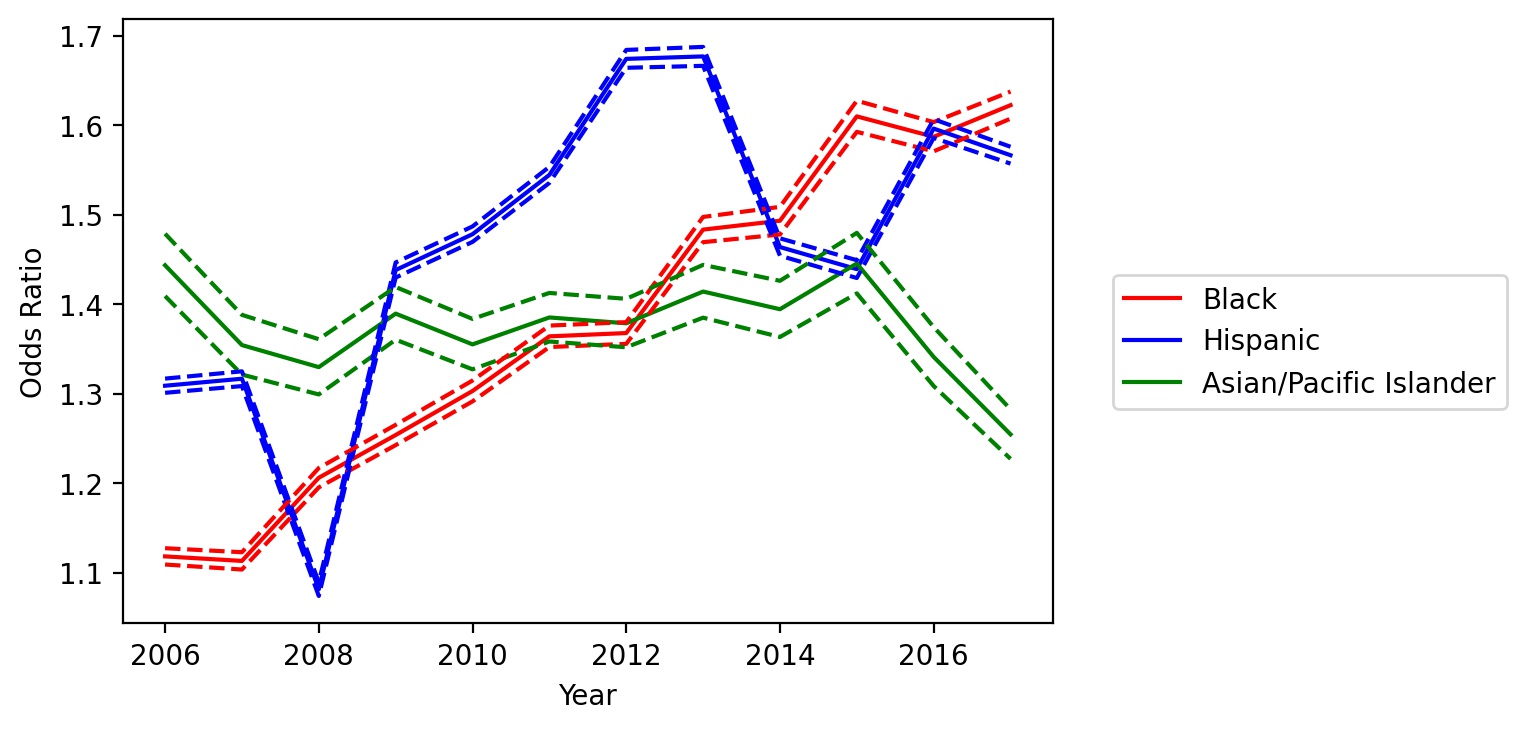 1.7
1.6
1.5
1.4
1.3
1.2
1.1
Odds Ratio
2006 2008 2010 2012 2014 2016
Year
Black
Hispanic
Asian/Pacific Islander